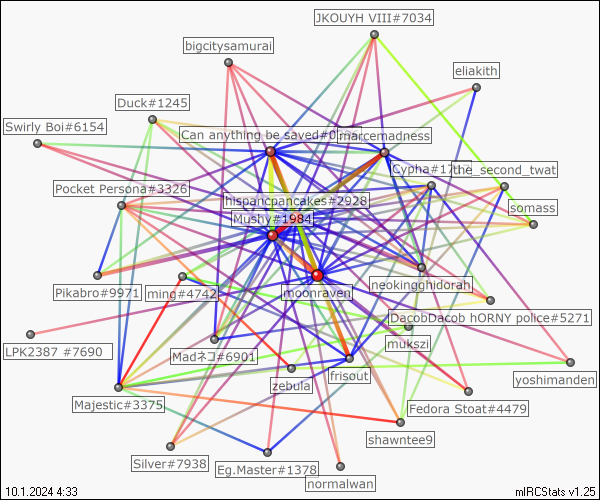 JKOUYH VIII#7034
bigcitysamurai
eliakith
Duck#1245
Swirly Boi#6154
Can anything be saved#0
marcemadness
Cypha#17
the_second_twat
Pocket Persona#3326
hispancpancakes#2928
somass
Mushy#1984
Pikabro#9971
ming#4742
moonraven
neokingghidorah
DacobDacob hORNY police#5271
mukszi
LPK2387 #7690
Madネコ#6901
frisout
zebula
yoshimanden
Majestic#3375
Fedora Stoat#4479
shawntee9
Silver#7938
Eg.Master#1378
normalwan
10.1.2024 4:33
mIRCStats v1.25